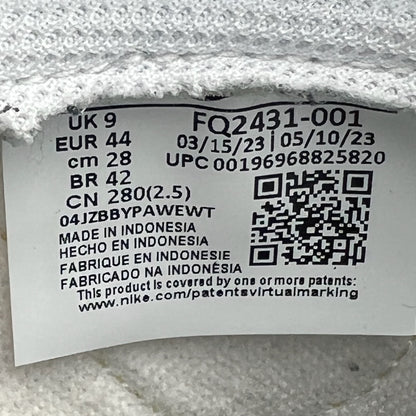 UK 9
EUR 44
cm 28
BR 42
CN 280(2.5)
04JZBBYPAWEWT
MADE IN INDONESIA
HECHO EN INDONESIA
FABRIQUE EN INDONESIE
FABRICADO NA INDONÉSIA
FQ2431-001
03/15/23 | 05/10/23
UPC 00196968825820
This product is covered by one or more patents:
www.nike.com/patentsvirtualmarking